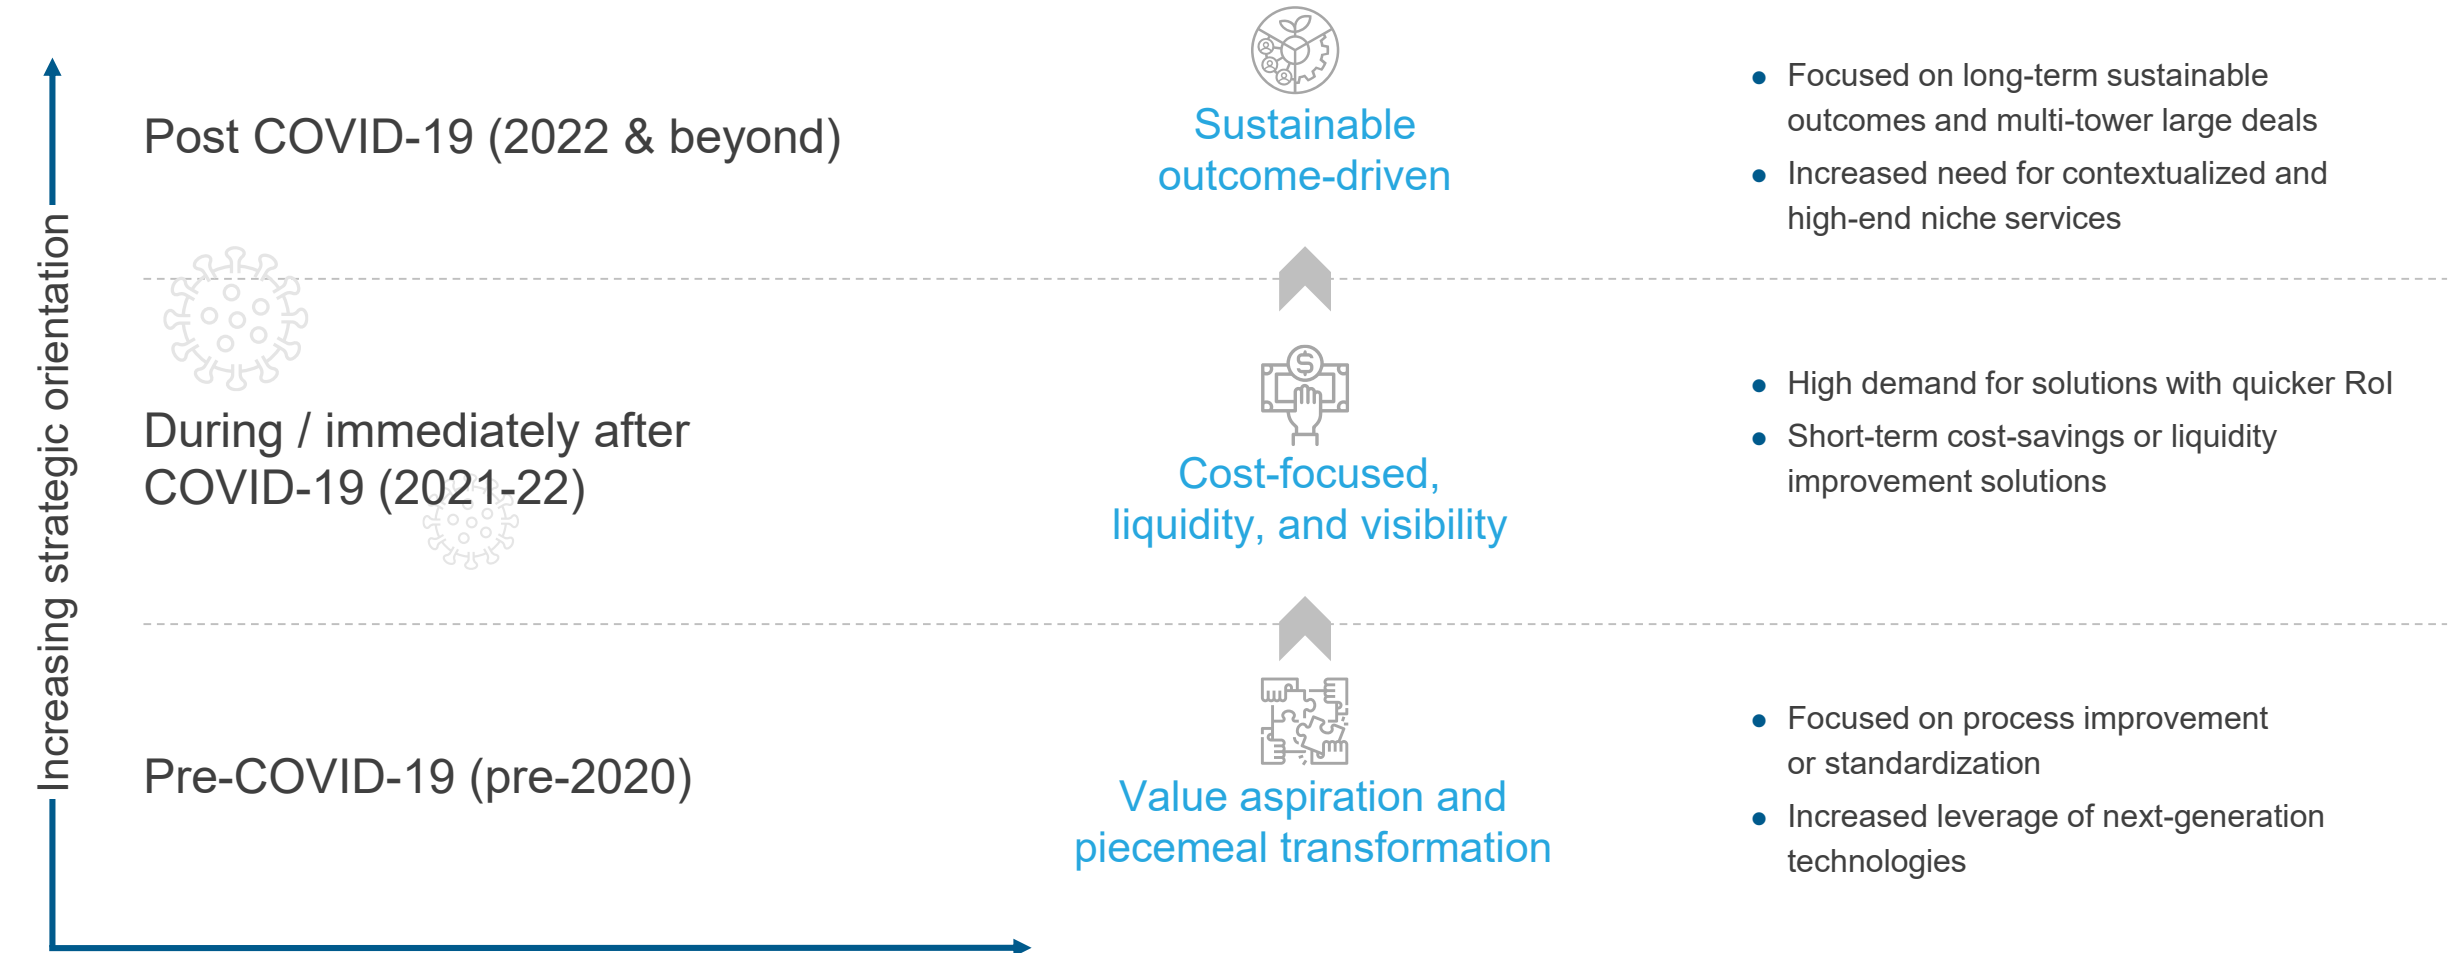 Increasing strategic orientation
Post COVID-19 (2022 & beyond)
Sustainable
outcome-driven
● Focused on long-term sustainable
outcomes and multi-tower large deals
● Increased need for contextualized and
high-end niche services
During / immediately after
COVID-19 (2021-22)
$
Cost-focused,
liquidity, and visibility
● High demand for solutions with quicker RoI
● Short-term cost-savings or liquidity
improvement solutions
Pre-COVID-19 (pre-2020)
Value aspiration and
piecemeal transformation
● Focused on process improvement
or standardization
● Increased leverage of next-generation
technologies